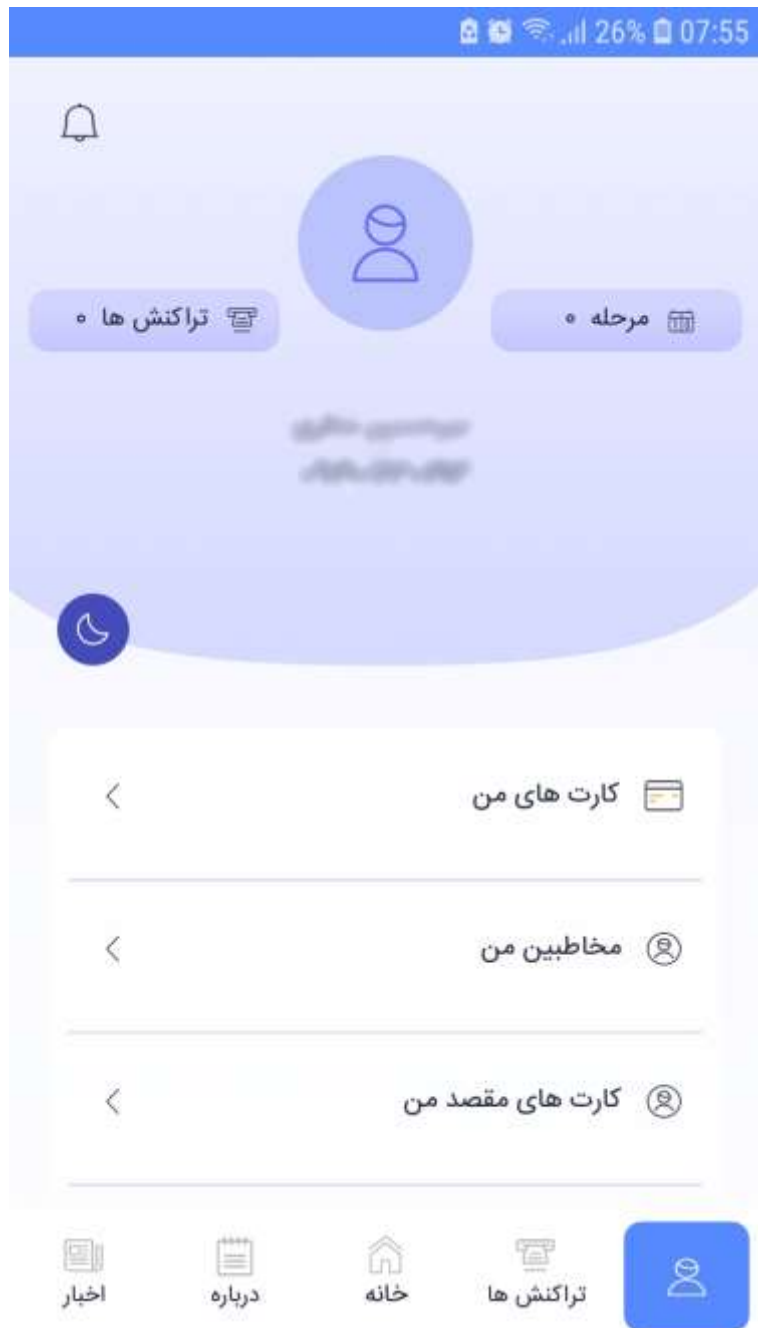 26% 07:55
مرحله ۰
تراکنش ها ۰
کارت های من
مخاطبین من
کارت های مقصد من
تراکنش ها
خانه
درباره
اخبار